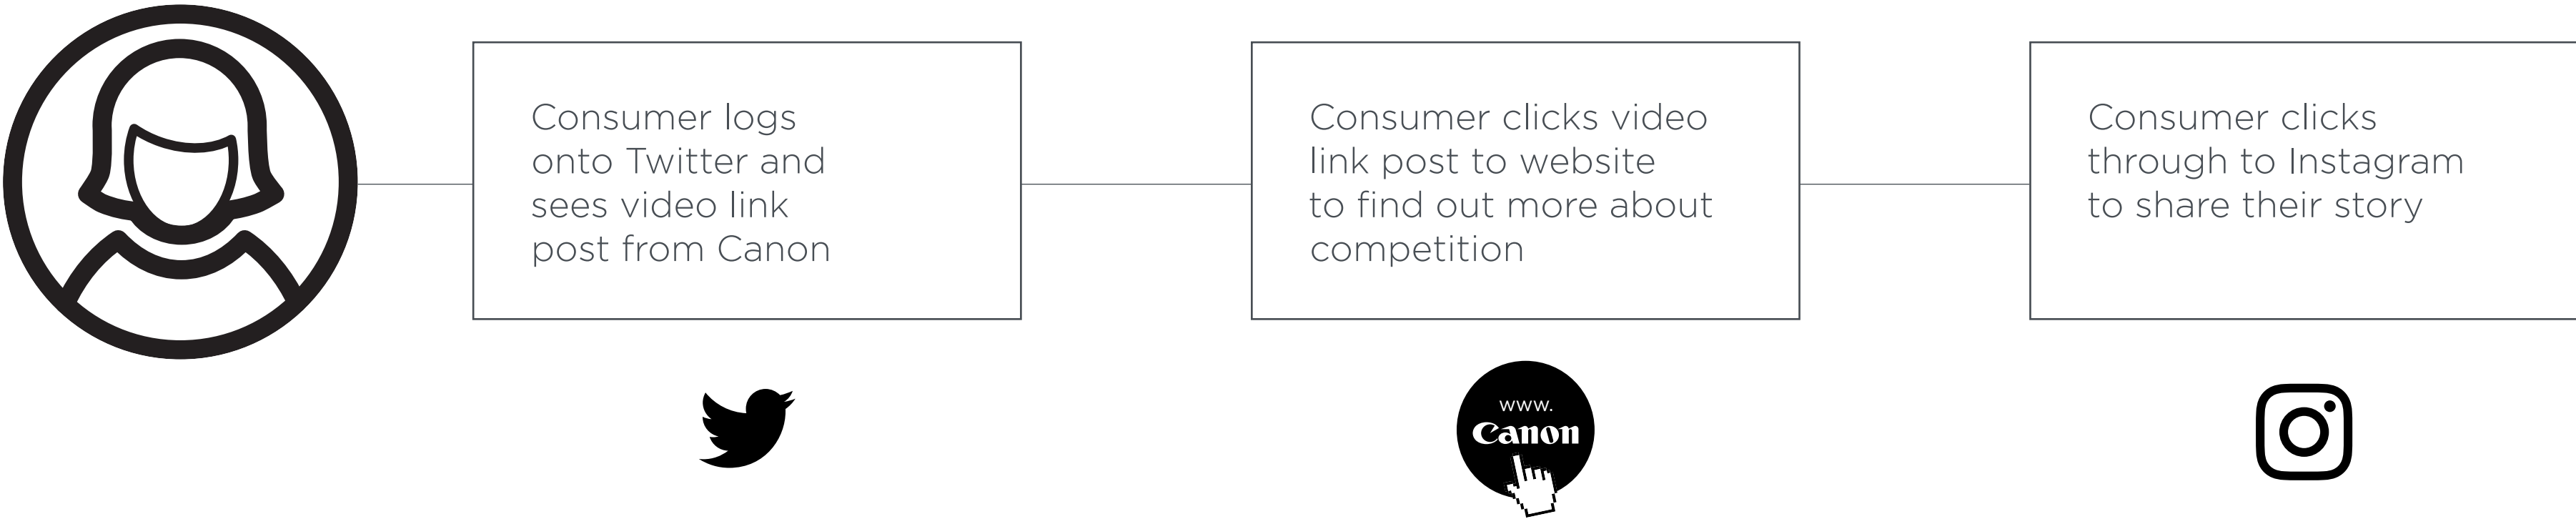 Consumer logs
onto Twitter and
sees video link
post from Canon
Consumer clicks video
link post to website
to find out more about
competition
Consumer clicks
through to Instagram
to share their story
www.
Canon